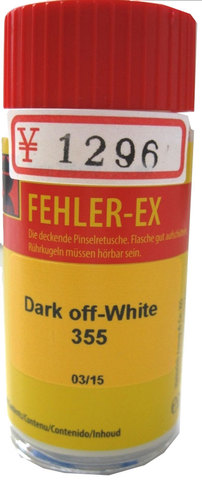 ¥ 1296
FEHLER-EX
Die deckende Pinselretusche. Flasche gut
Rührkugeln müssen hörbar sein.
Dark off-White
355
03/15
/Contenu/Contenido/Inhoud